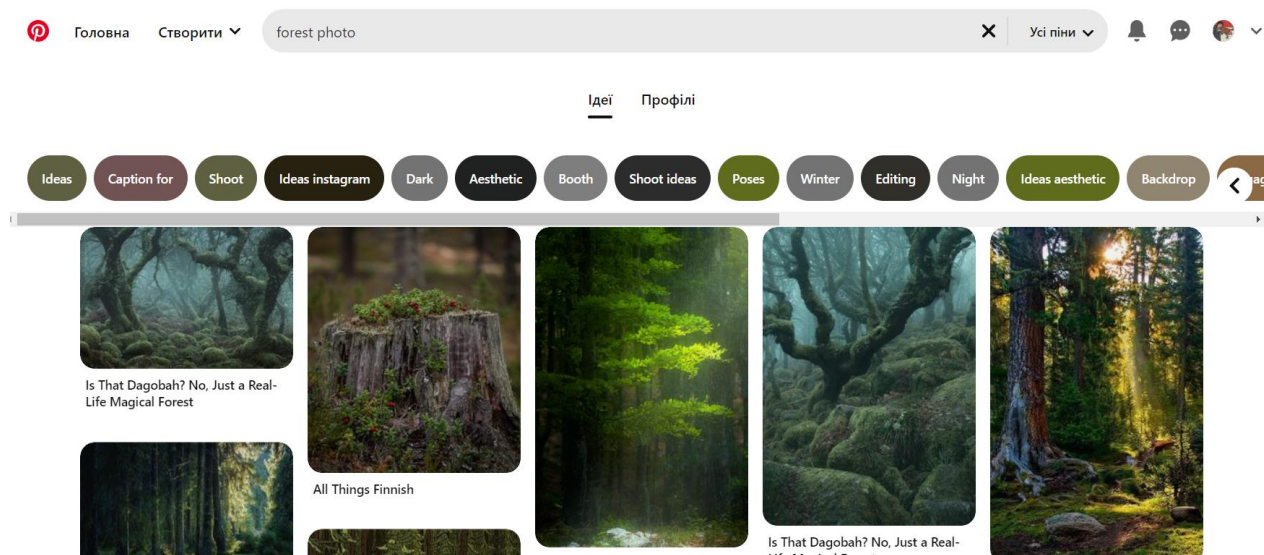 Головна Створити forest photo Усі піни
Ідеї Профілі
Ideas Caption for Shoot Ideas instagram Dark Aesthetic Booth Shoot ideas Poses Winter Editing Night Ideas aesthetic Backdrop
Is That Dagobah? No, Just a Real-
Life Magical Forest
All Things Finnish
Is That Dagobah? No, Just a Real-